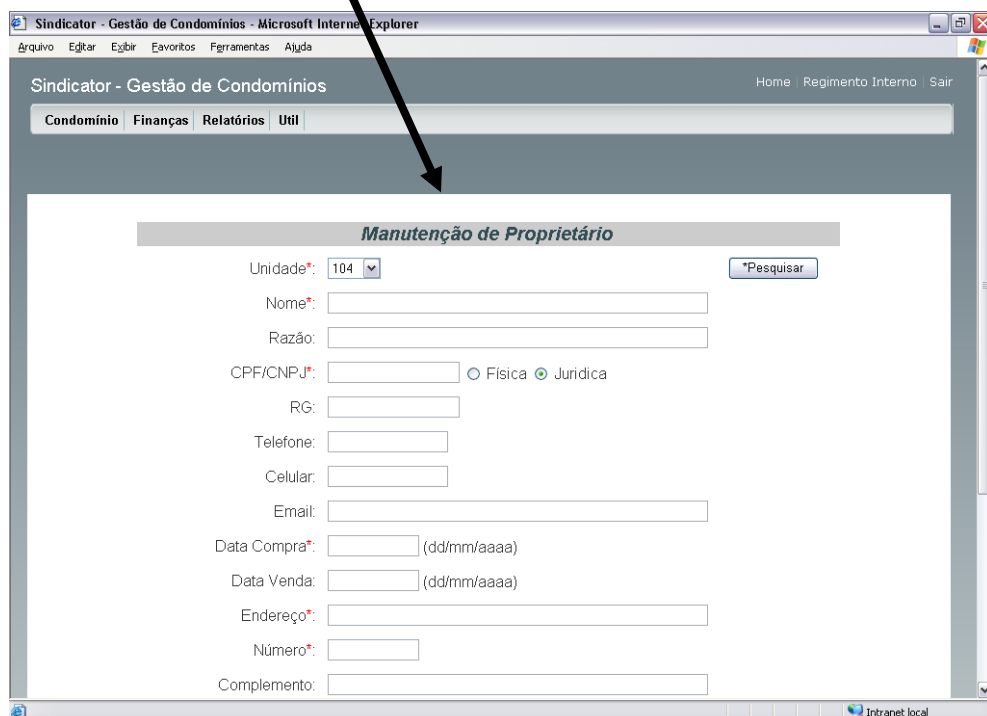 Sindicator - Gestão de Condomínios - Microsoft Internet Explorer
Arquivo Editar Exibir Favoritos Ferramentas Ajuda
Sindicator - Gestão de Condomínios
Home | Regimento Interno | Sair
Condomínio Finanças Relatórios Util
Manutenção de Proprietário
Unidade*: 104 *Pesquisar
Nome*:
Razão:
CPF/CNPJ*: Física Juridica
RG:
Telefone:
Celular:
Email:
Data Compra*: (dd/mm/aaaa)
Data Venda: (dd/mm/aaaa)
Endereço*:
Número*:
Complemento:
Intranet local